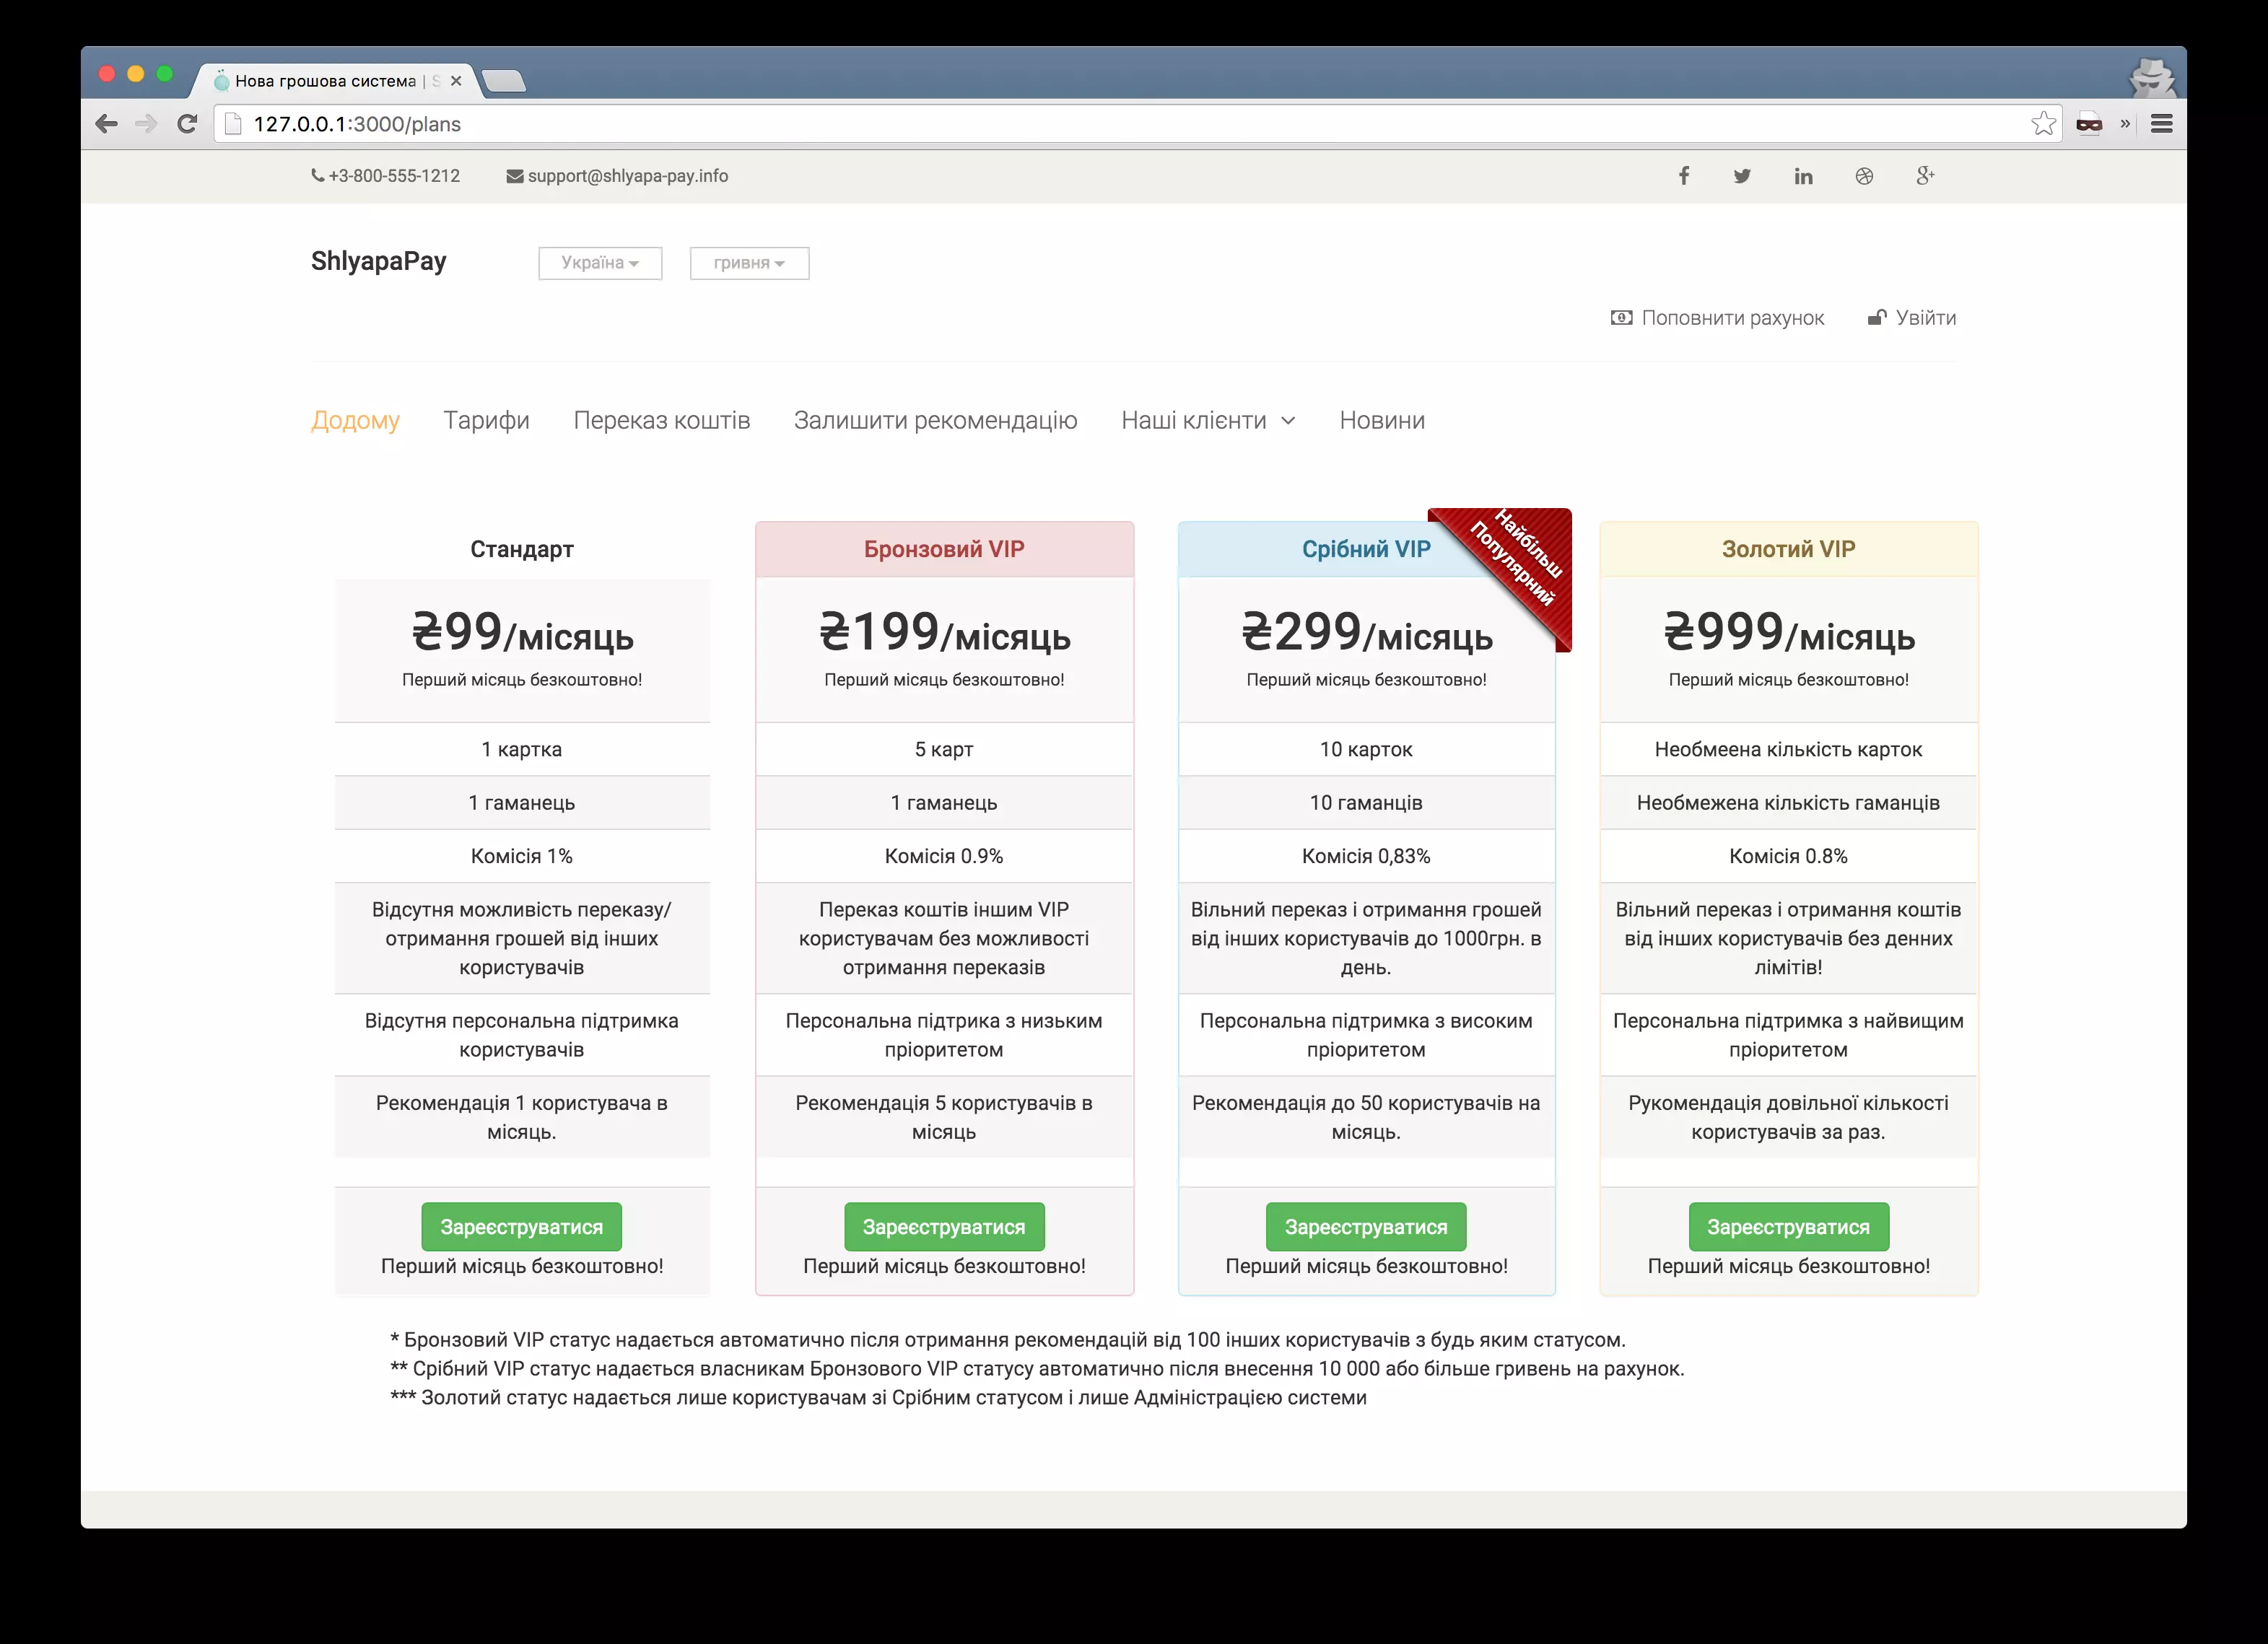 Нова грошова система | S
127.0.0.1:3000/plans
+3-800-555-1212 support@shlyapa-pay.info
ShlyapaPay Україна гривня
Поповнити рахунок Увійти
Додому Тарифи Переказ коштів Залишити рекомендацію Наші клієнти Новини
Стандарт
₴99/місяць
Перший місяць безкоштовно!
1 картка
1 гаманець
Комісія 1%
Відсутня можливість переказу/
отримання грошей від інших
користувачів
Відсутня персональна підтримка
користувачів
Рекомендація 1 користувача в
місяць.
Зареєструватися
Перший місяць безкоштовно!
Бронзовий VIP
₴199/місяць
Перший місяць безкоштовно!
5 карт
1 гаманець
Комісія 0.9%
Переказ коштів іншим VIP
користувачам без можливості
отримання переказів
Персональна підтрика з низьким
пріоритетом
Рекомендація 5 користувачів в
місяць
Зареєструватися
Перший місяць безкоштовно!
Срібний VIP
Найбільш
Популярний
₴299/місяць
Перший місяць безкоштовно!
10 карток
10 гаманців
Комісія 0,83%
Вільний переказ і отримання грошей
від інших користувачів до 1000грн. в
день.
Персональна підтримка з високим
пріоритетом
Рекомендація до 50 користувачів на
місяць.
Зареєструватися
Перший місяць безкоштовно!
Золотий VIP
₴999/місяць
Перший місяць безкоштовно!
Необмеена кількість карток
Необмежена кількість гаманців
Комісія 0.8%
Вільний переказ і отримання коштів
від інших користувачів без денних
лімітів!
Персональна підтримка з найвищим
пріоритетом
Рукомендація довільної кількості
користувачів за раз.
Зареєструватися
Перший місяць безкоштовно!
* Бронзовий VIP статус надається автоматично після отримання рекомендацій від 100 інших користувачів з будь яким статусом.
** Срібний VIP статус надається власникам Бронзового VIP статусу автоматично після внесення 10 000 або більше гривень на рахунок.
*** Золотий статус надається лише користувачам зі Срібним статусом і лише Адміністрацією системи